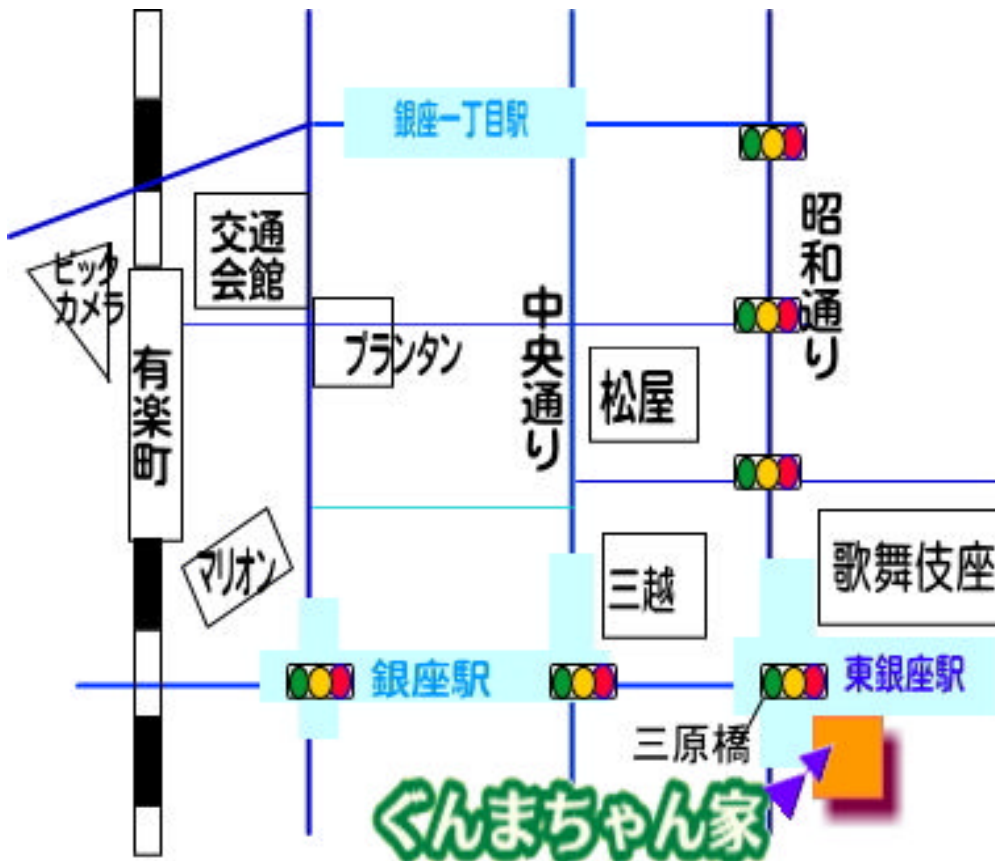 銀座一丁目駅
交通
会館
昭和通り
ビック
カメラ
中央通り
プランタン
有楽町
松屋
マリオン
三越
歌舞伎座
銀座駅
東銀座駅
三原橋
ぐんまちゃん家